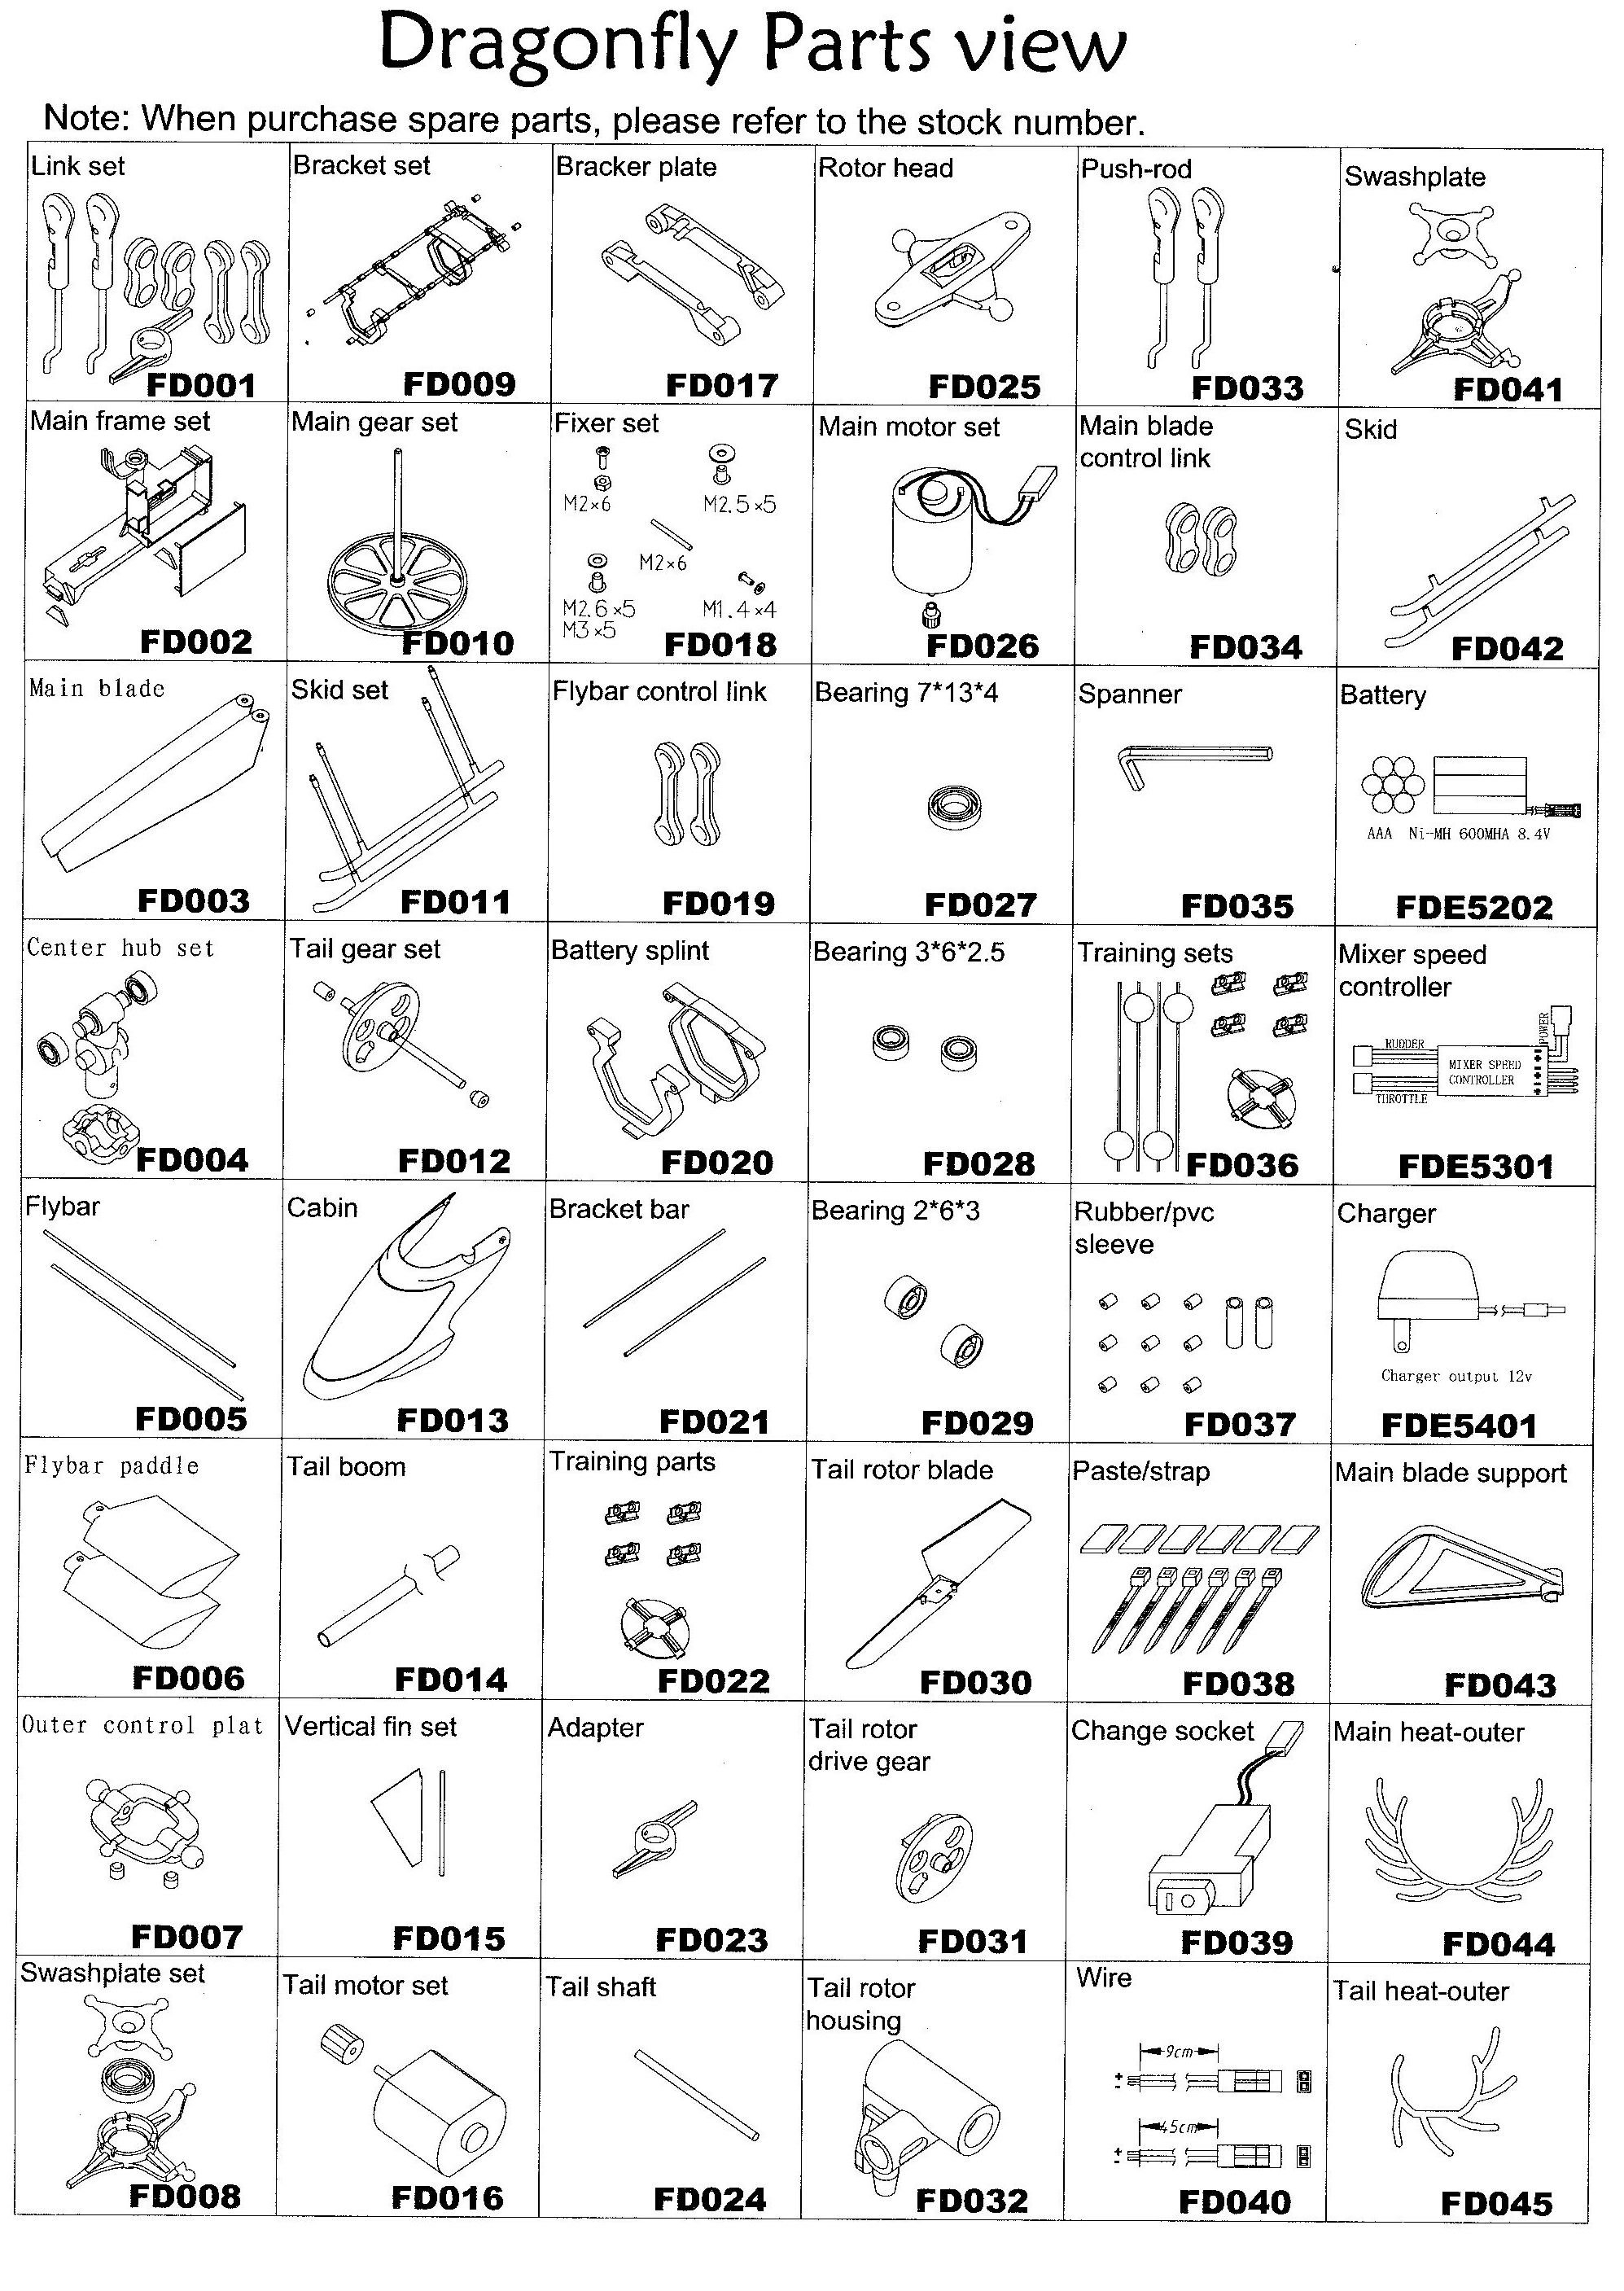 Dragonfly Parts view
Note: When purchase spare parts, please refer to the stock number.
Link set
FD001
Bracket set
FD009
Bracker plate
FD017
Rotor head
FD025
Push-rod
FD033
Swashplate
FD041
Main frame set
FD002
Main gear set
FD010
Fixer set
M2×6
M2.5×5
M2×6
M2.6×5
M3×5
M1.4×4
FD018
Main motor set
FD026
Main blade
control link
FD034
Skid
FD042
Main blade
FD003
Skid set
FD011
Flybar control link
FD019
Bearing 7*13*4
FD027
Spanner
FD035
Battery
AAA Ni-MH 600MHA 8.4V
FDE5202
Center hub set
FD004
Tail gear set
FD012
Battery splint
FD020
Bearing 3*6*2.5
FD028
Training sets
FD036
Mixer speed
controller
RUDDER
POWER
MIXER SPEED
CONTROLLER
THROTTLE
FDE5301
Flybar
FD005
Cabin
FD013
Bracket bar
FD021
Bearing 2*6*3
FD029
Rubber/pvc
sleeve
FD037
Charger
Charger output 12v
FDE5401
Flybar paddle
FD006
Tail boom
FD014
Training parts
FD022
Tail rotor blade
FD030
Paste/strap
FD038
Main blade support
FD043
Outer control plat
FD007
Vertical fin set
FD015
Adapter
FD023
Tail rotor
drive gear
FD031
Change socket
FD039
Main heat-outer
FD044
Swashplate set
FD008
Tail motor set
FD016
Tail shaft
FD024
Tail rotor
housing
FD032
Wire
9cm
+
-
45cm
+
-
FD040
Tail heat-outer
FD045